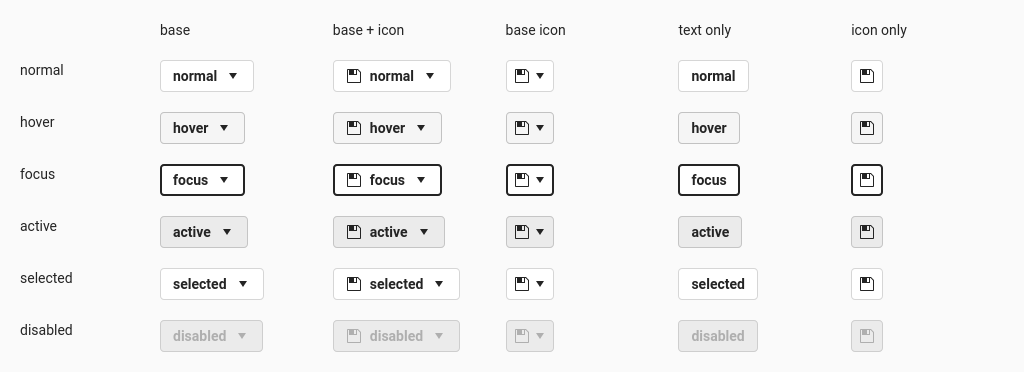 base base + icon base icon text only icon only
normal normal normal normal
hover hover hover hover
focus focus focus focus
active active active active
selected selected selected selected
disabled disabled disabled disabled